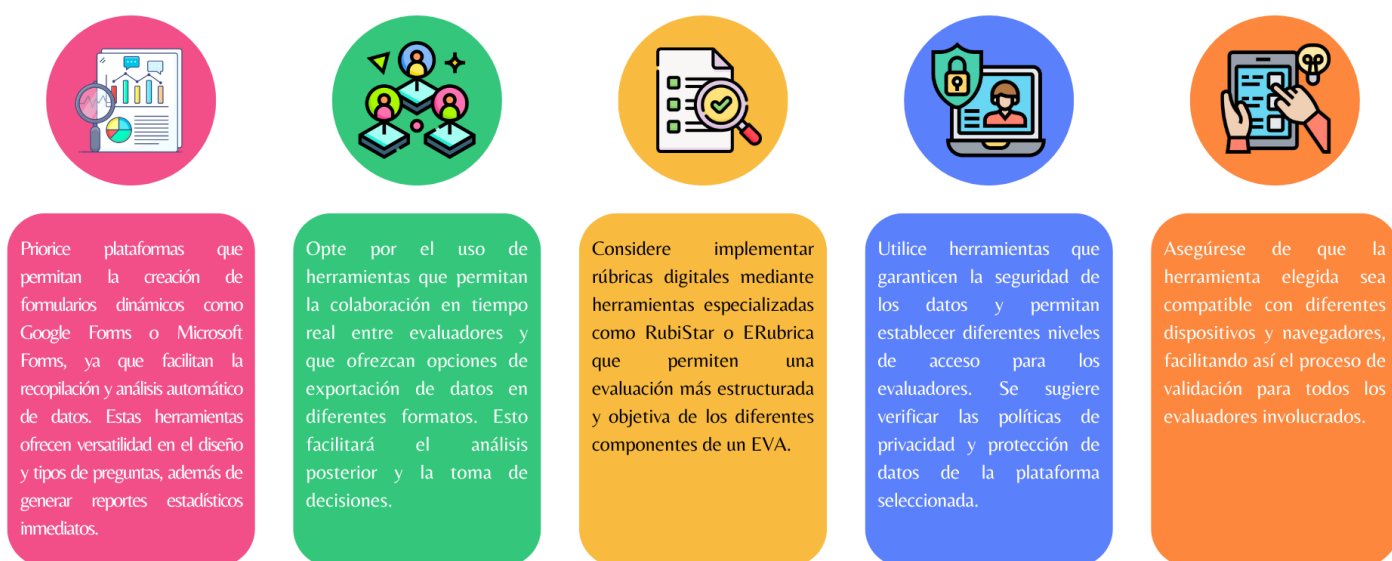 Priorice plataformas que
permitan la creación de
formularios dinámicos como
Google Forms o Microsoft
Forms, ya que facilitan la
recopilación y análisis automático
de datos. Estas herramientas
ofrecen versatilidad en el diseño
y tipos de preguntas, además de
generar reportes estadísticos
inmediatos.
Opte por el uso de
herramientas que permitan
la colaboración en tiempo
real entre evaluadores y
que ofrezcan opciones de
exportación de datos en
diferentes formatos. Esto
facilitará el análisis
posterior y la toma de
decisiones.
Considere implementar
rúbricas digitales mediante
herramientas especializadas
como RubiStar o ERubrica
que permiten una
evaluación más estructurada
y objetiva de los diferentes
componentes de un EVA.
Utilice herramientas que
garanticen la seguridad de
los datos y permitan
establecer diferentes niveles
de acceso para los
evaluadores. Se sugiere
verificar las políticas de
privacidad y protección de
datos de la plataforma
seleccionada.
Asegúrese de que la
herramienta elegida sea
compatible con diferentes
dispositivos y navegadores,
facilitando así el proceso de
validación para todos los
evaluadores involucrados.